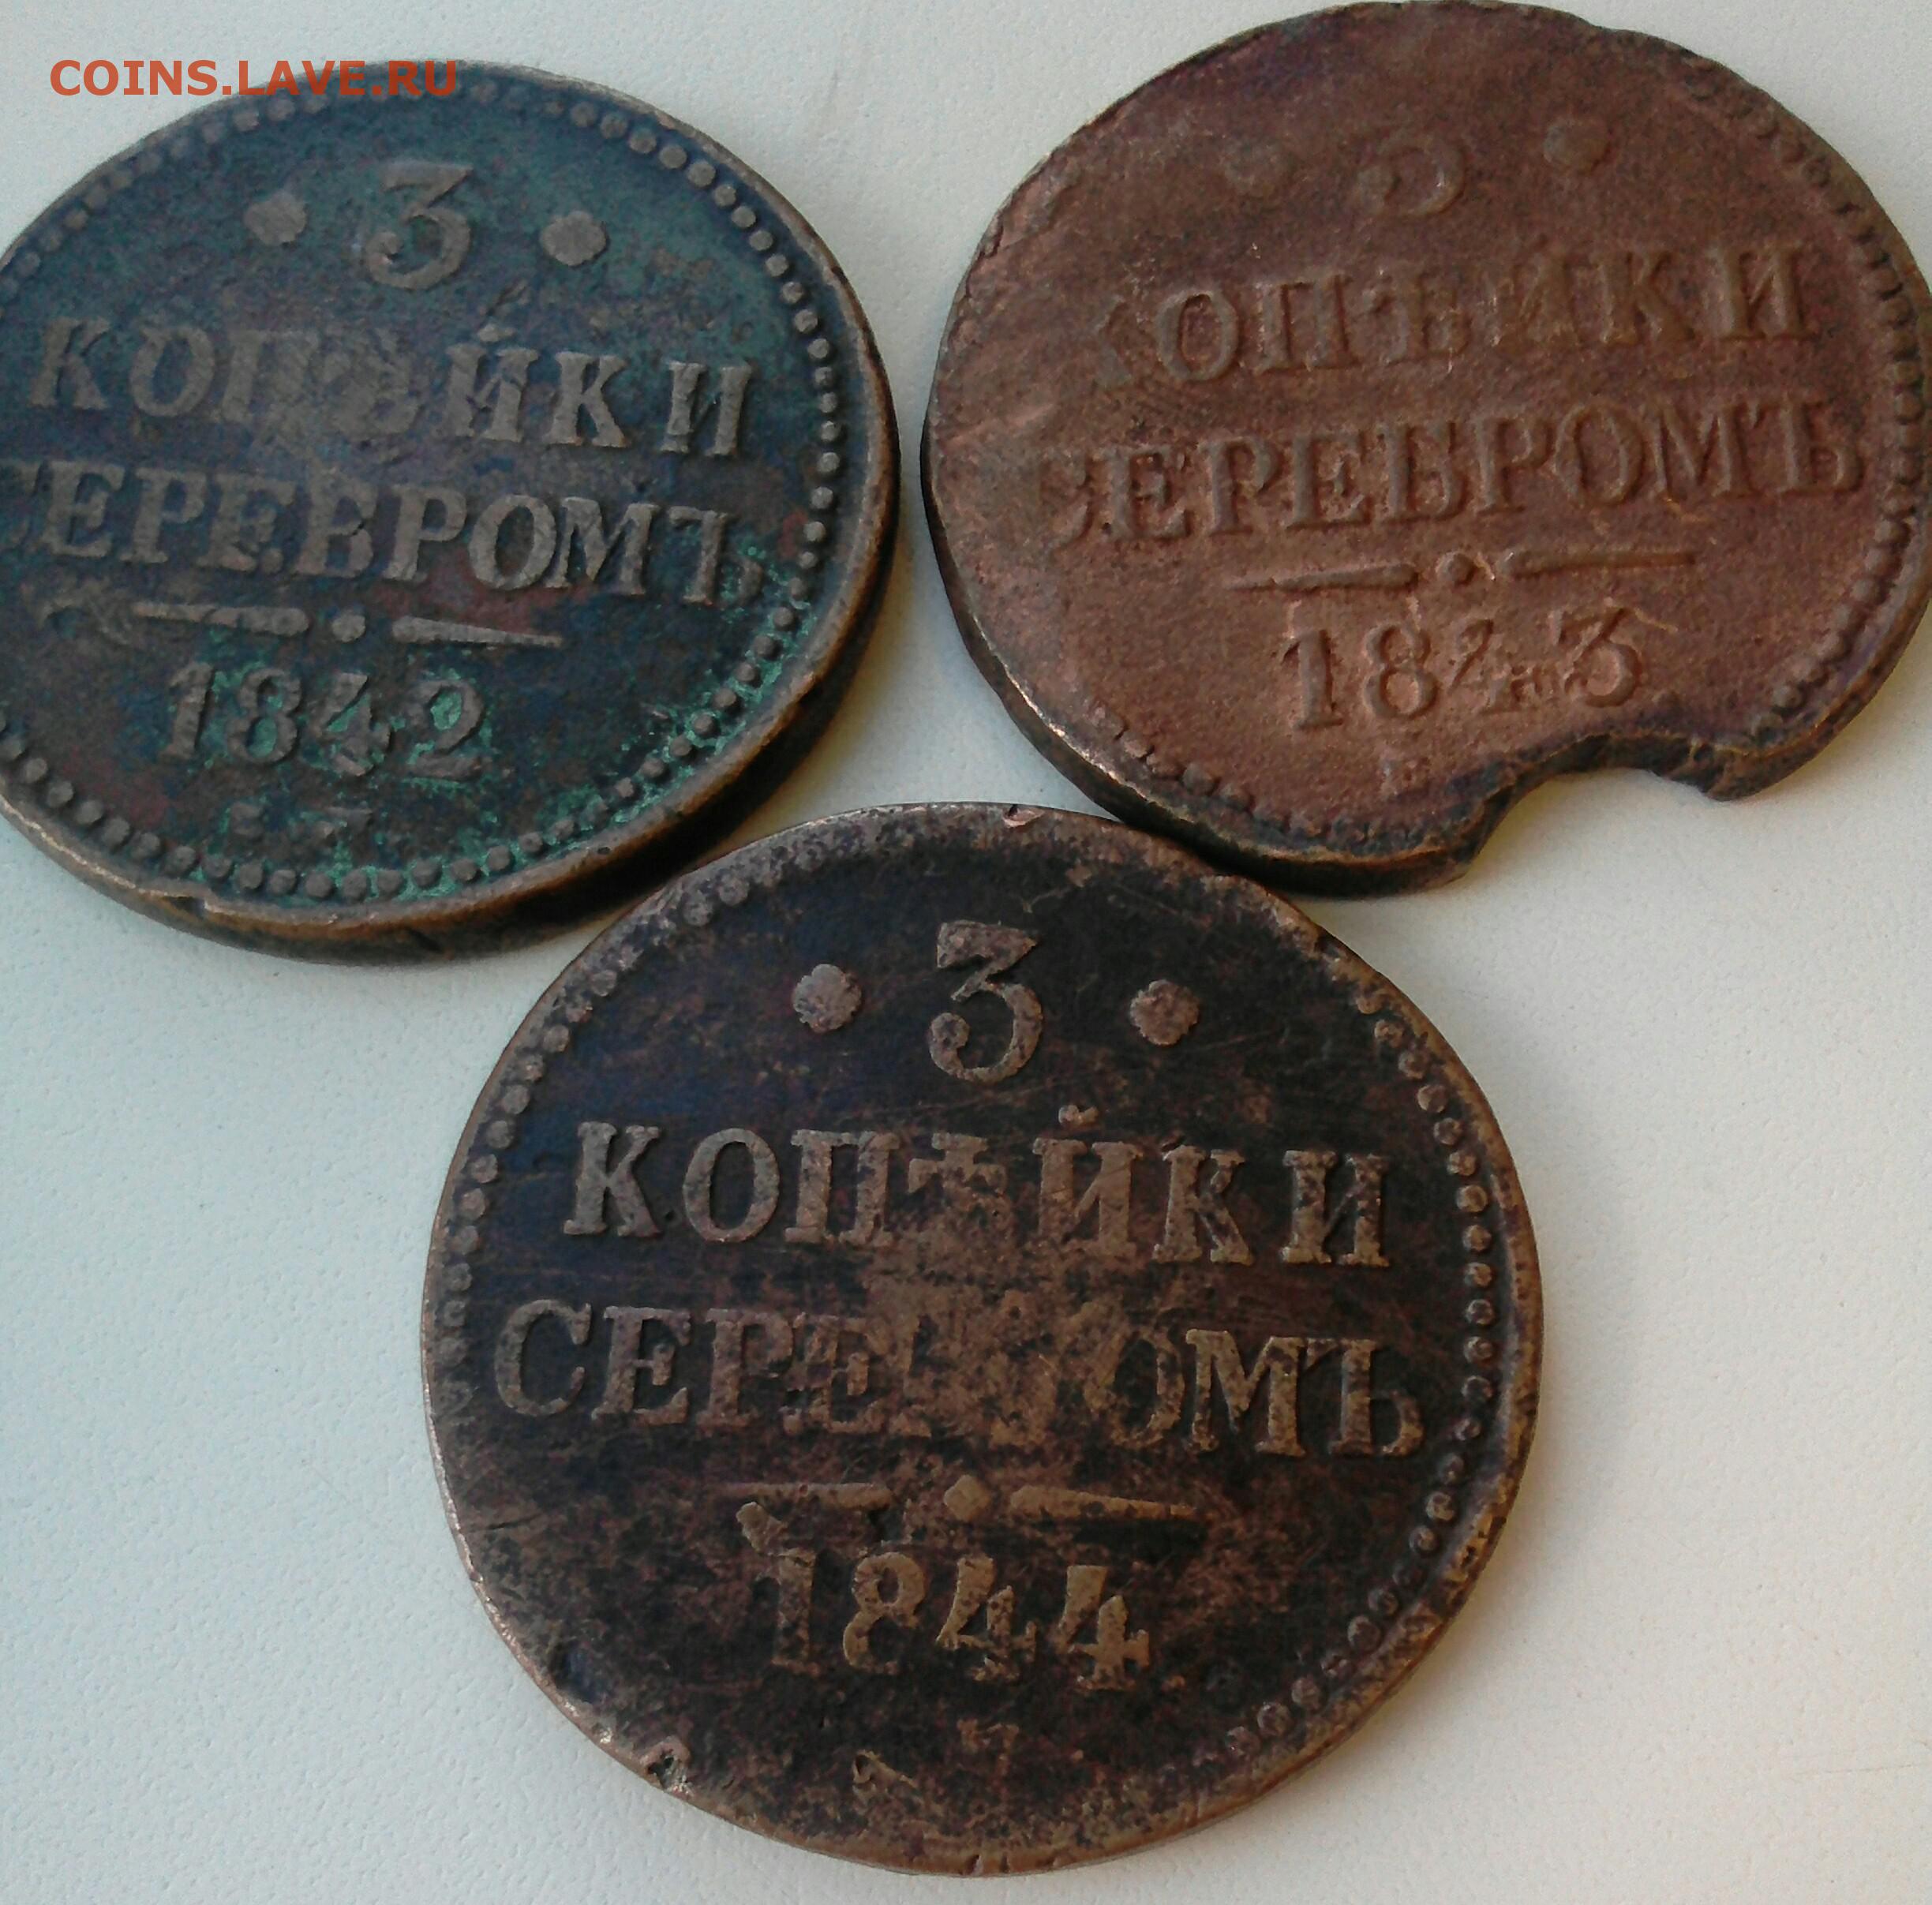 COINS.LAVE.RU
• 3 •
КОПѢЙКИ
СЕРЕБРОМЪ
1842
• 3 •
КОПѢЙКИ
СЕРЕБРОМЪ
1843
• 3 •
КОПѢЙКИ
СЕРЕБРОМЪ
1844.